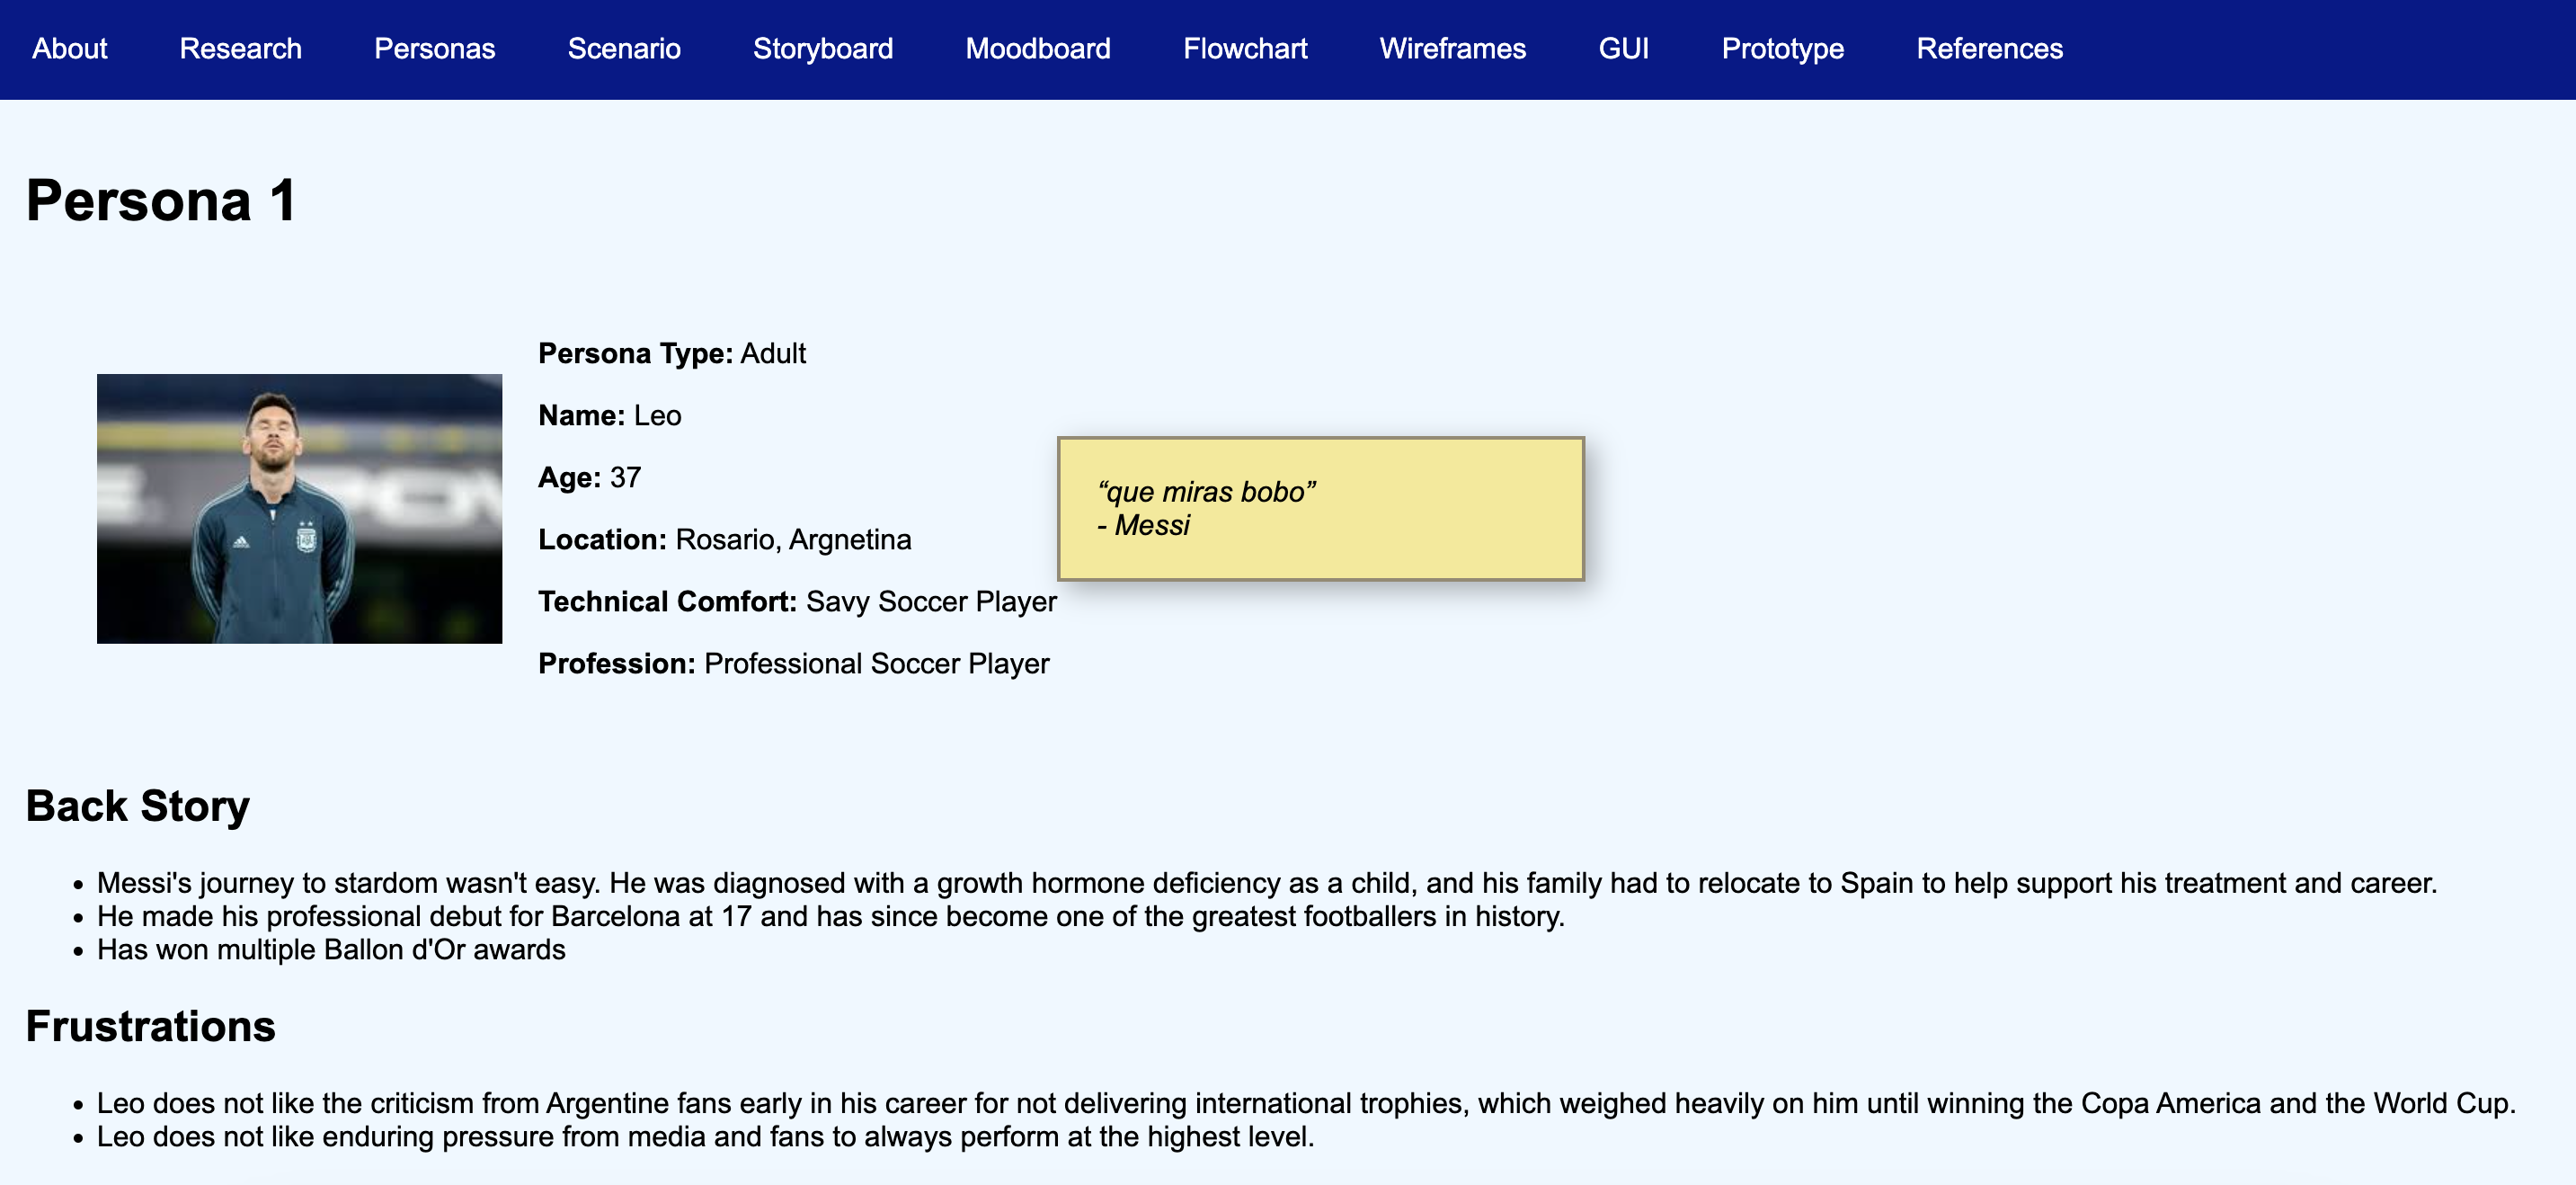 About Research Personas Scenario Storyboard Moodboard Flowchart Wireframes GUI Prototype References
Persona 1
Persona Type: Adult
Name: Leo
Age: 37
Location: Rosario, Argnetina
Technical Comfort: Savy Soccer Player
Profession: Professional Soccer Player
“que miras bobo”
- Messi
Back Story
• Messi's journey to stardom wasn't easy. He was diagnosed with a growth hormone deficiency as a child, and his family had to relocate to Spain to help support his treatment and career.
• He made his professional debut for Barcelona at 17 and has since become one of the greatest footballers in history.
• Has won multiple Ballon d'Or awards
Frustrations
• Leo does not like the criticism from Argentine fans early in his career for not delivering international trophies, which weighed heavily on him until winning the Copa America and the World Cup.
• Leo does not like enduring pressure from media and fans to always perform at the highest level.